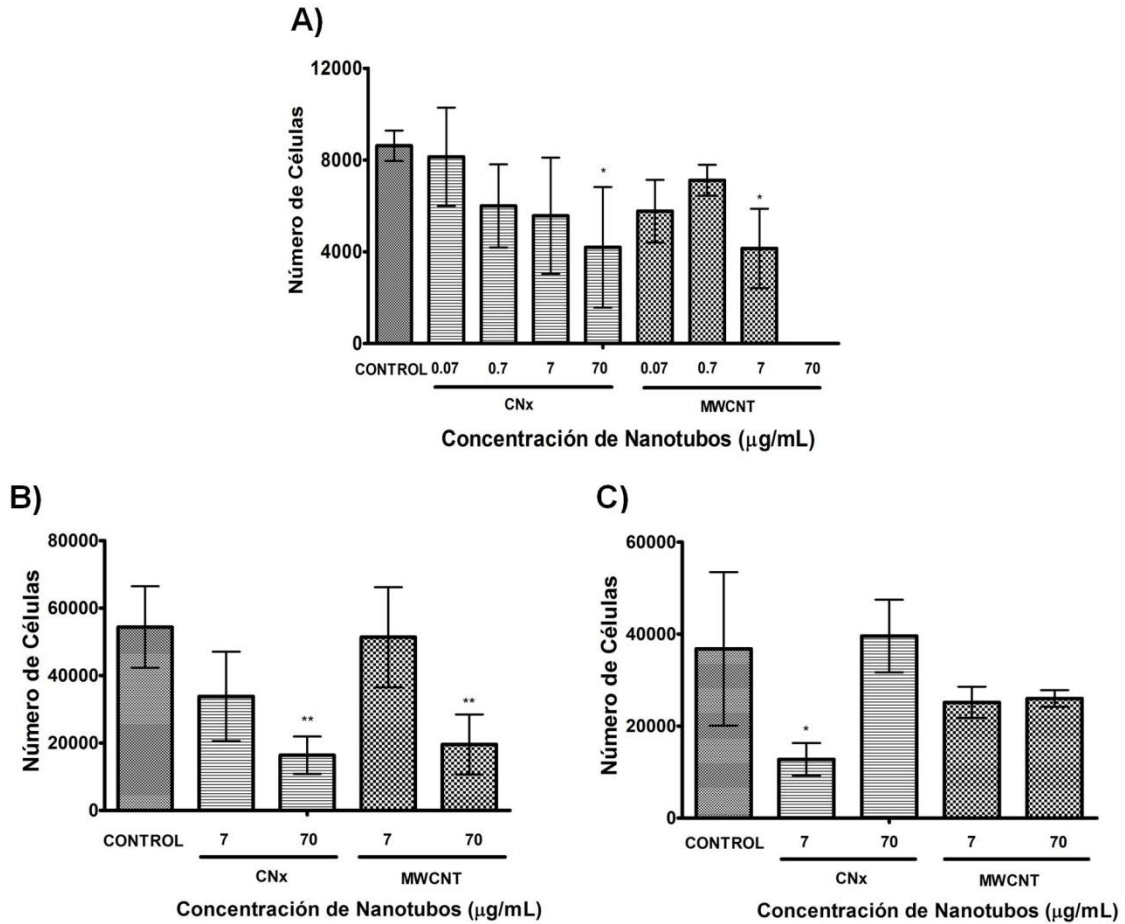 A)
Número de Células
12000
8000
4000
0
*
*
CONTROL 0.07 0.7 7 70 0.07 0.7 7 70
CNx MWCNT
Concentración de Nanotubos (μg/mL)
B)
Número de Células
80000
60000
40000
20000
0
**
**
CONTROL 7 70 7 70
CNx MWCNT
Concentración de Nanotubos (μg/mL)
C)
Número de Células
60000
40000
20000
0
*
CONTROL 7 70 7 70
CNx MWCNT
Concentración de Nanotubos (μg/mL)